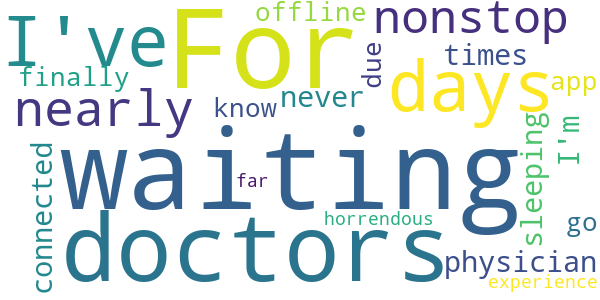 offline nonstop
I've For
finally due times
days app
nearly know never
waiting
sleeping I'm
connected far
doctors horrendous go
physician
experience